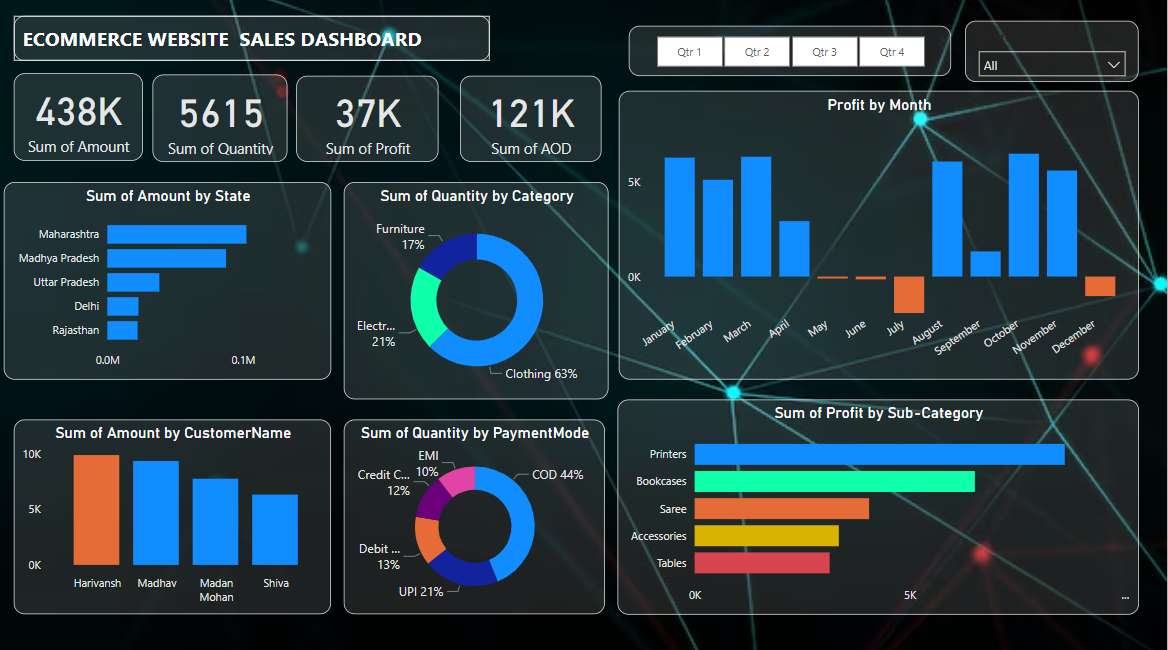 ECOMMERCE WEBSITE SALES DASHBOARD
Qtr 1
Qtr 2
Qtr 3
Qtr 4
All
438K
Sum of Amount
5615
Sum of Quantity
37K
Sum of Profit
121K
Sum of AOD
Sum of Amount by State
Maharashtra
Madhya Pradesh
Uttar Pradesh
Delhi
Rajasthan
0.0M
0.1M
Sum of Quantity by Category
Furniture
17%
Electr...
21%
Clothing 63%
Profit by Month
5K
0K
January
February
March
April
May
June
July
August
September
October
November
December
Sum of Amount by CustomerName
10K
5K
0K
Harivansh
Madhav
Madan
Mohan
Shiva
Sum of Quantity by PaymentMode
EMI
10%
Credit C...
12%
Debit ...
13%
UPI 21%
COD 44%
Sum of Profit by Sub-Category
Printers
Bookcases
Saree
Accessories
Tables
0K
5K
...